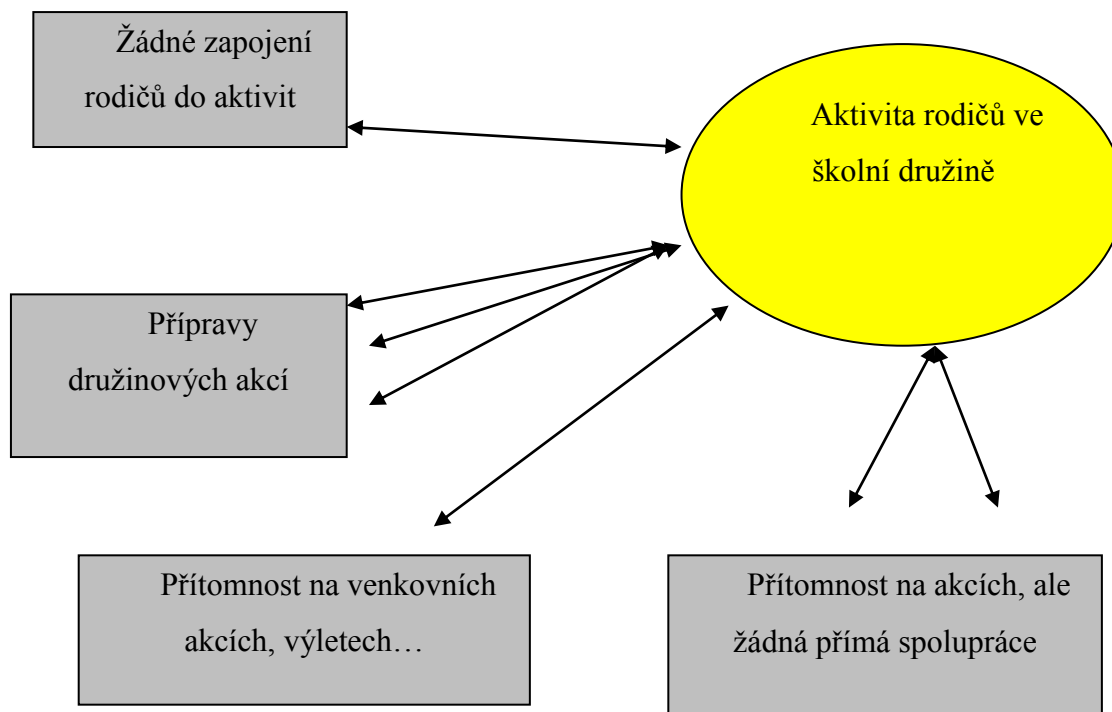 Žádné zapojení
rodičů do aktivit
Aktivita rodičů ve
školní družině
Přípravy
družinových akcí
Přítomnost na venkovních
akcích, výletech…
Přítomnost na akcích, ale
žádná přímá spolupráce